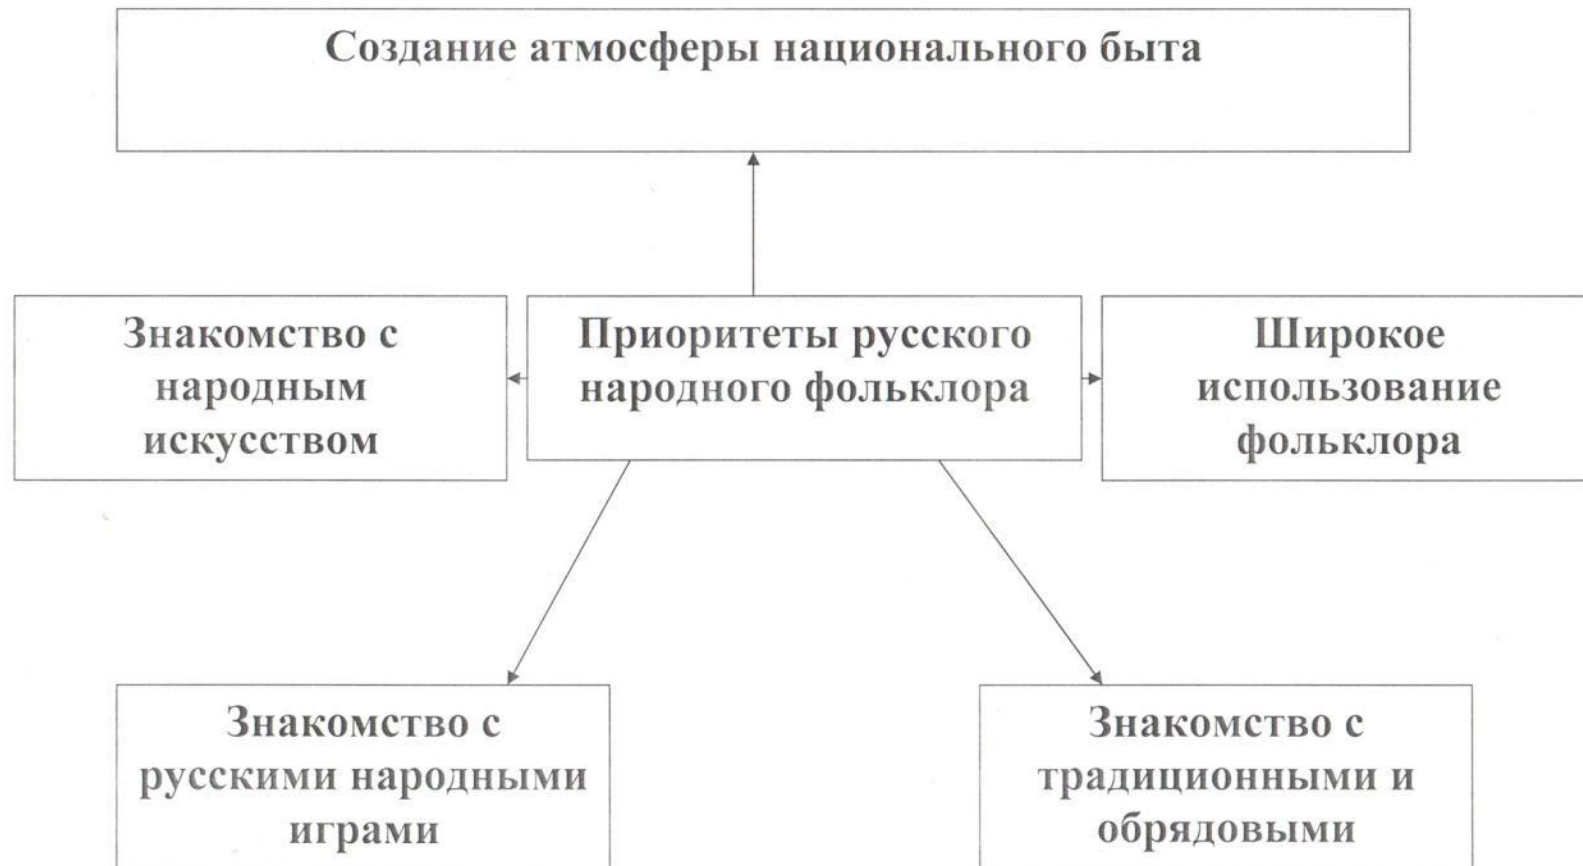 Создание атмосферы национального быта
Знакомство с
народным
искусством
Приоритеты русского
народного фольклора
Широкое
использование
фольклора
Знакомство с
русскими народными
играми
Знакомство с
традиционными и
обрядовыми